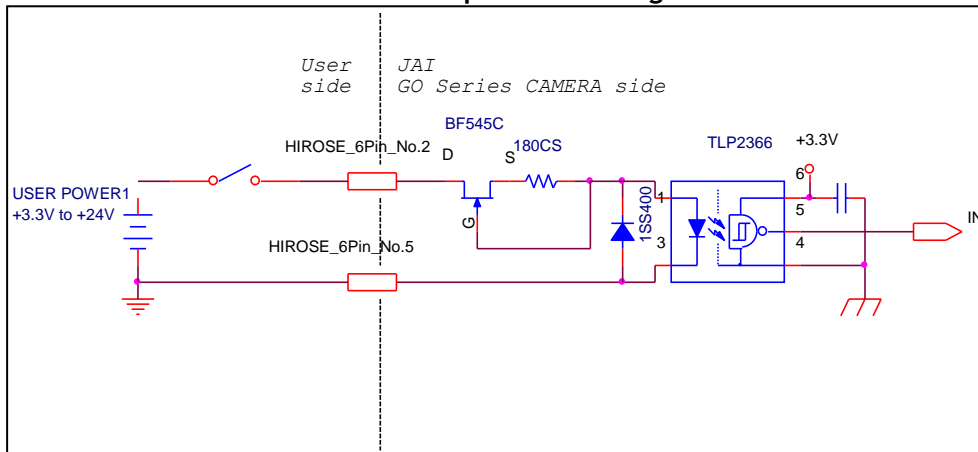 User JAI
side GO Series CAMERA side
BF545C
HIROSE_6Pin_No.2 D S 180CS TLP2366 +3.3V
6
USER POWER1
+3.3V to +24V
1
5
G
1SS400
3
4
IN
HIROSE_6Pin_No.5